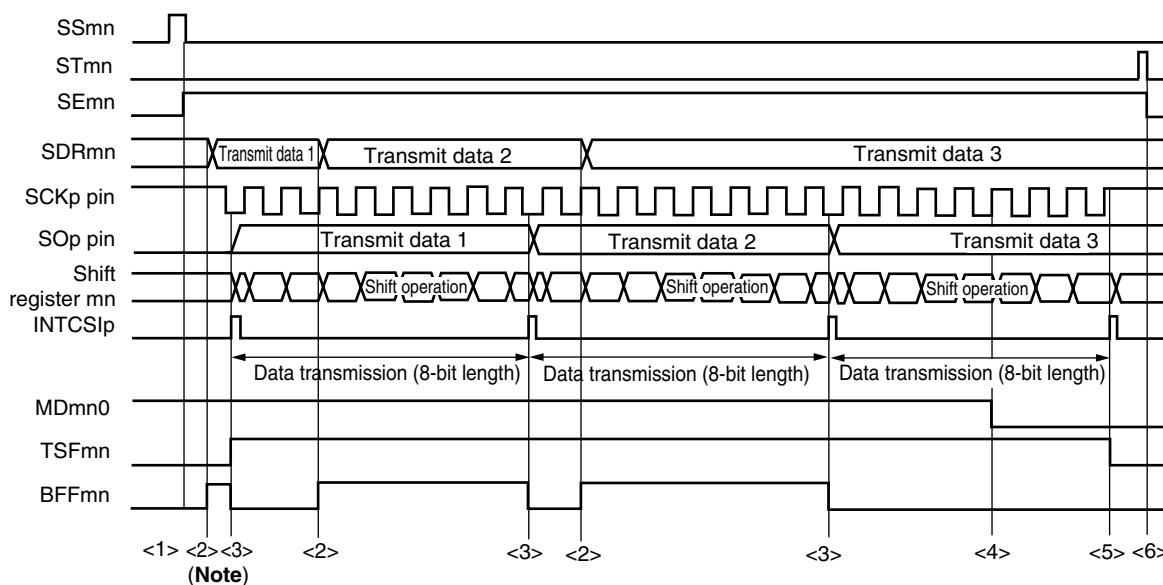 SSmn
STmn
SEmn
SDRmn Transmit data 1 Transmit data 2 Transmit data 3
SCKp pin
SOp pin Transmit data 1 Transmit data 2 Transmit data 3
Shift
register mn Shift operation Shift operation Shift operation
INTCSIp
Data transmission (8-bit length) Data transmission (8-bit length) Data transmission (8-bit length)
MDmn0
TSFmn
BFFmn
<1> <2> <3> <2> <3> <2> <3> <4> <5> <6>
(Note)